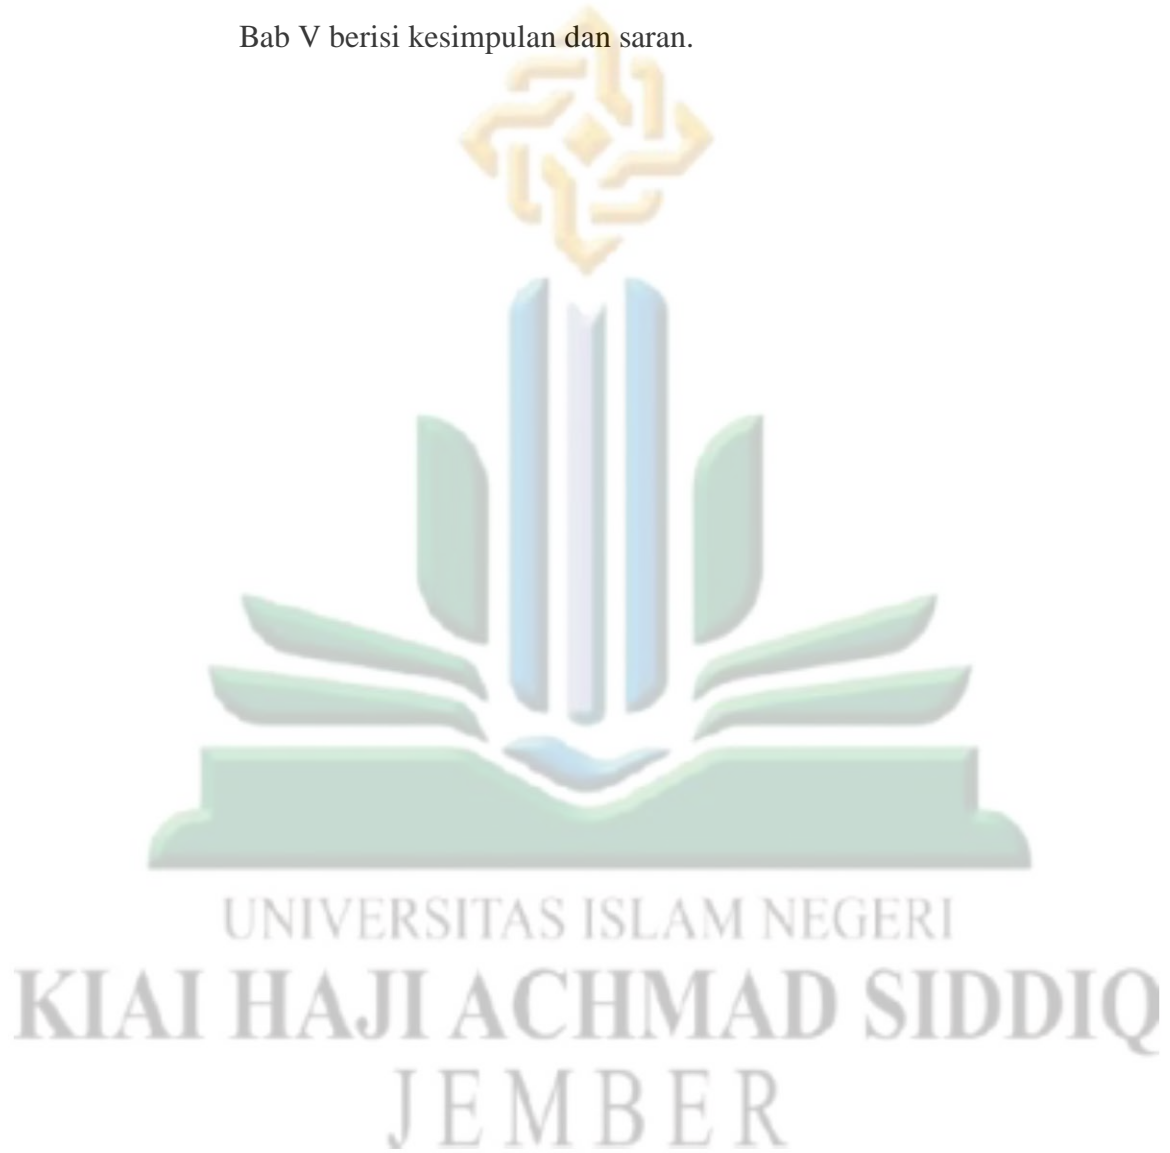 Bab V berisi kesimpulan dan saran.
UNIVERSITAS ISLAM NEGERI
KIAI HAJI ACHMAD SIDDIQ
JEMBER